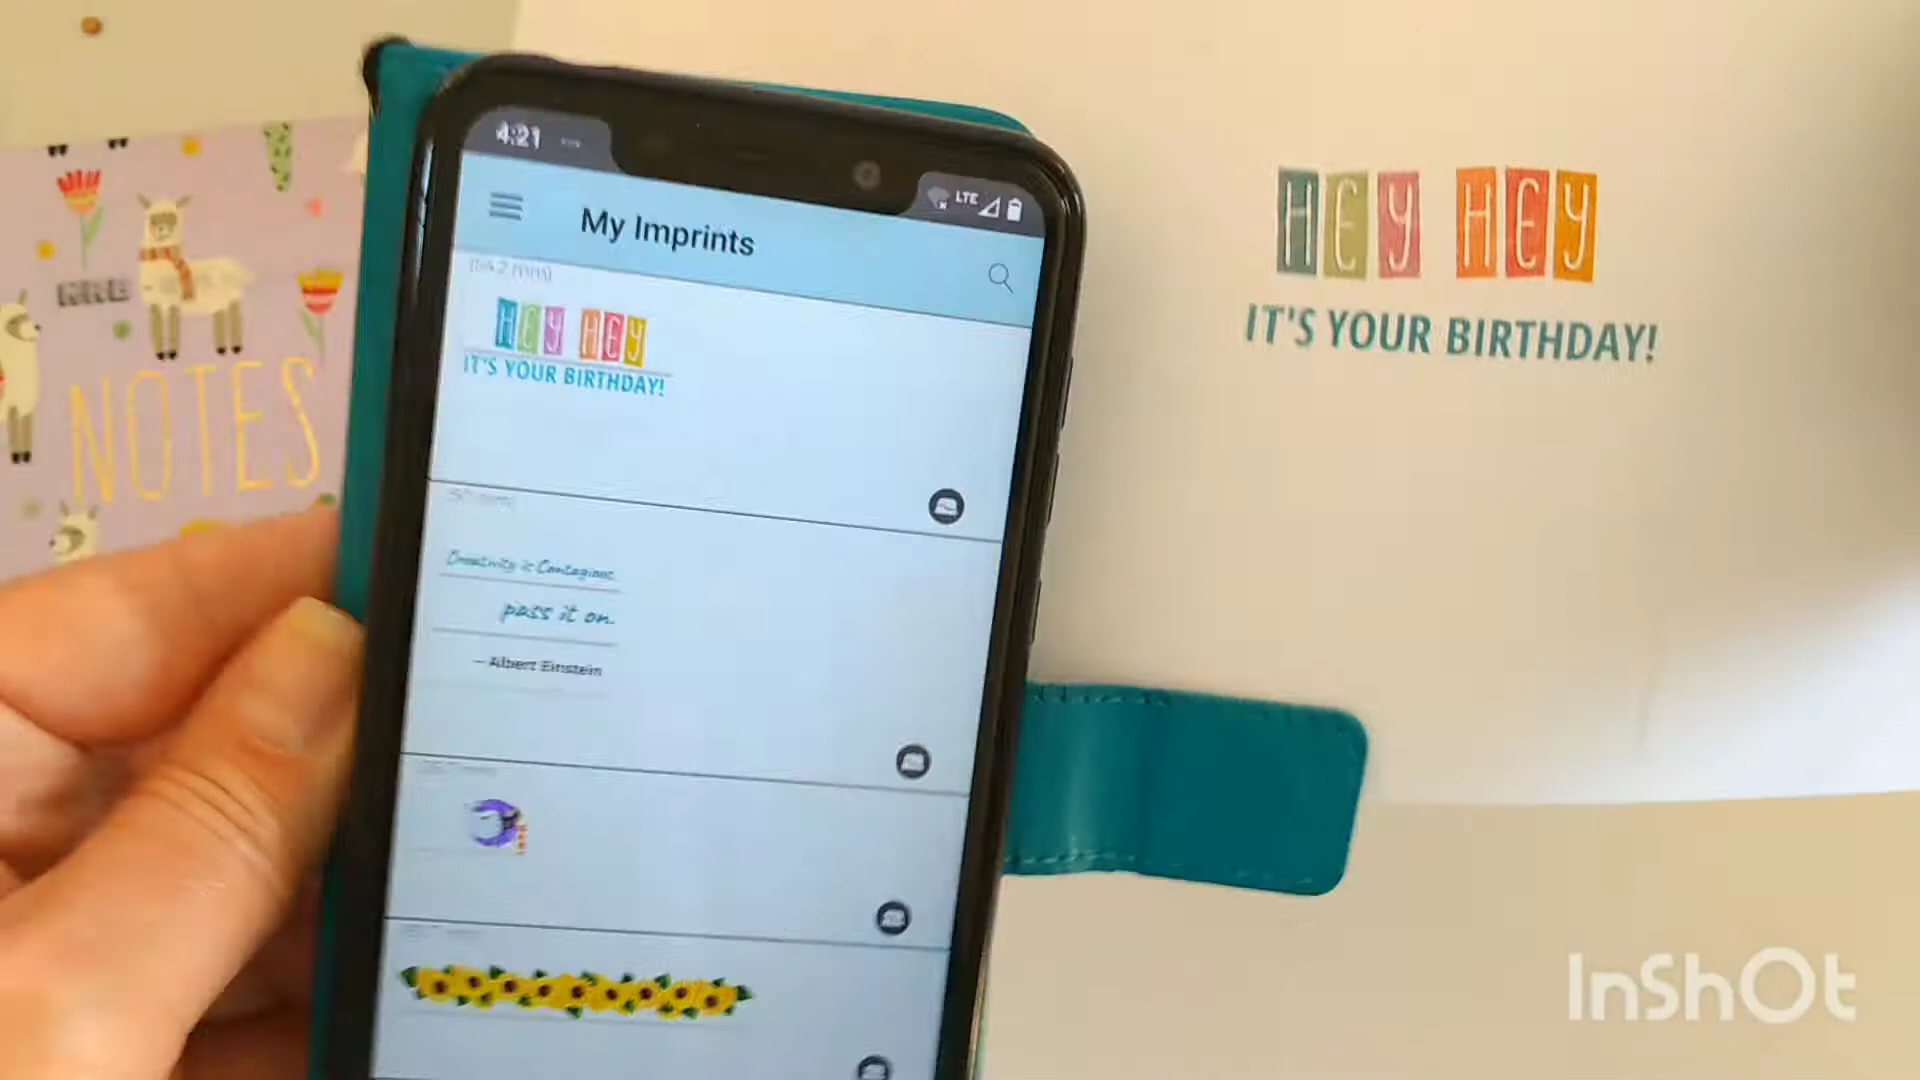 4:21
LTE
My Imprints
HEY HEY
IT'S YOUR BIRTHDAY!
Creativity is Contagious.
pass it on.
— Albert Einstein
HEY HEY
IT'S YOUR BIRTHDAY!
NOTES
InShOt